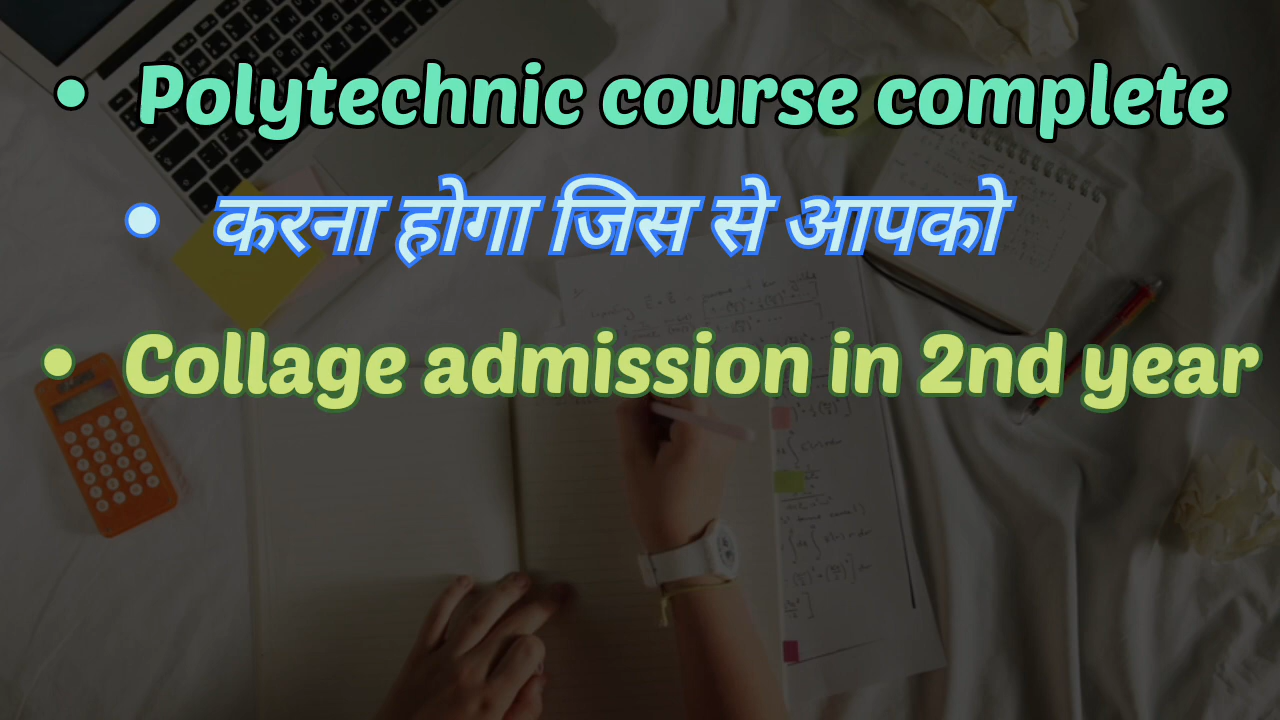 • Polytechnic course complete
• करना होगा जिस से आपको
• Collage admission in 2nd year